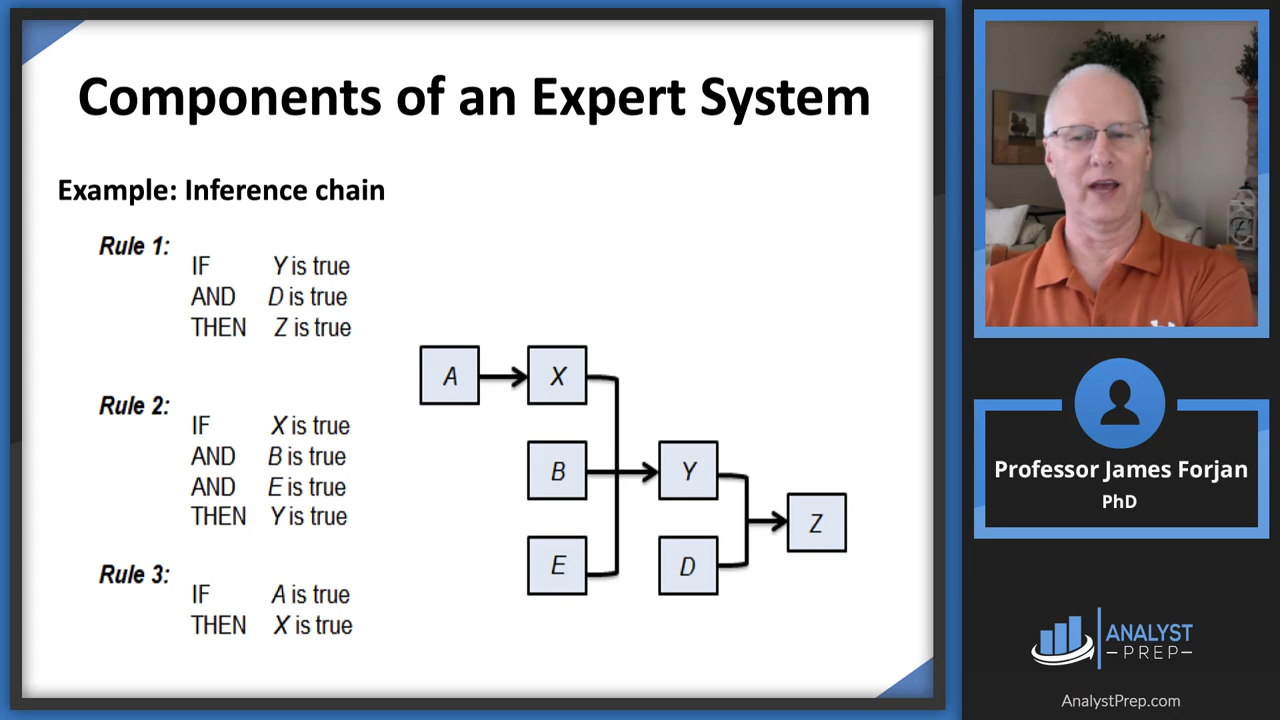 Components of an Expert System
Example: Inference chain
Rule 1:
IF Y is true
AND D is true
THEN Z is true
Rule 2:
IF X is true
AND B is true
AND E is true
THEN Y is true
Rule 3:
IF A is true
THEN X is true
A
X
B
Y
E
D
Z
Professor James Forjan
PhD
ANALYST
–PREP–
AnalystPrep.com